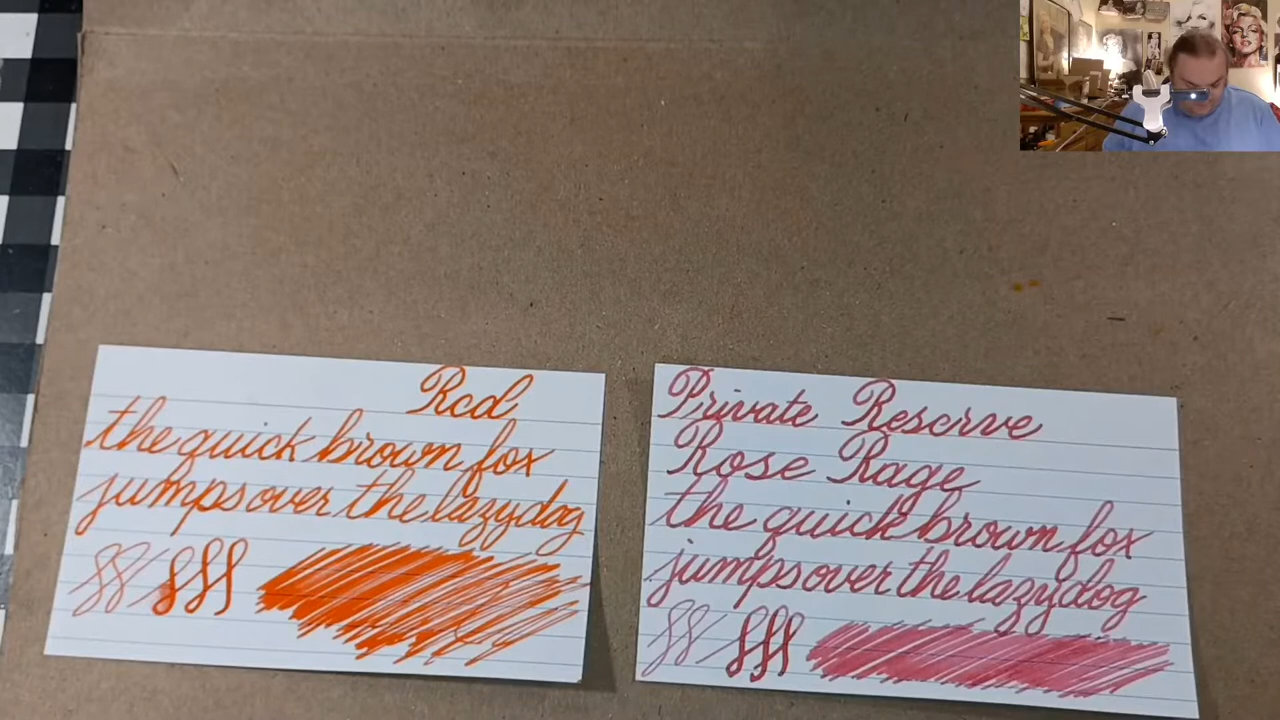 Red
the quick brown fox
jumps over the lazy dog
Private Reserve
Rose Rage
the quick brown fox
jumps over the lazy dog